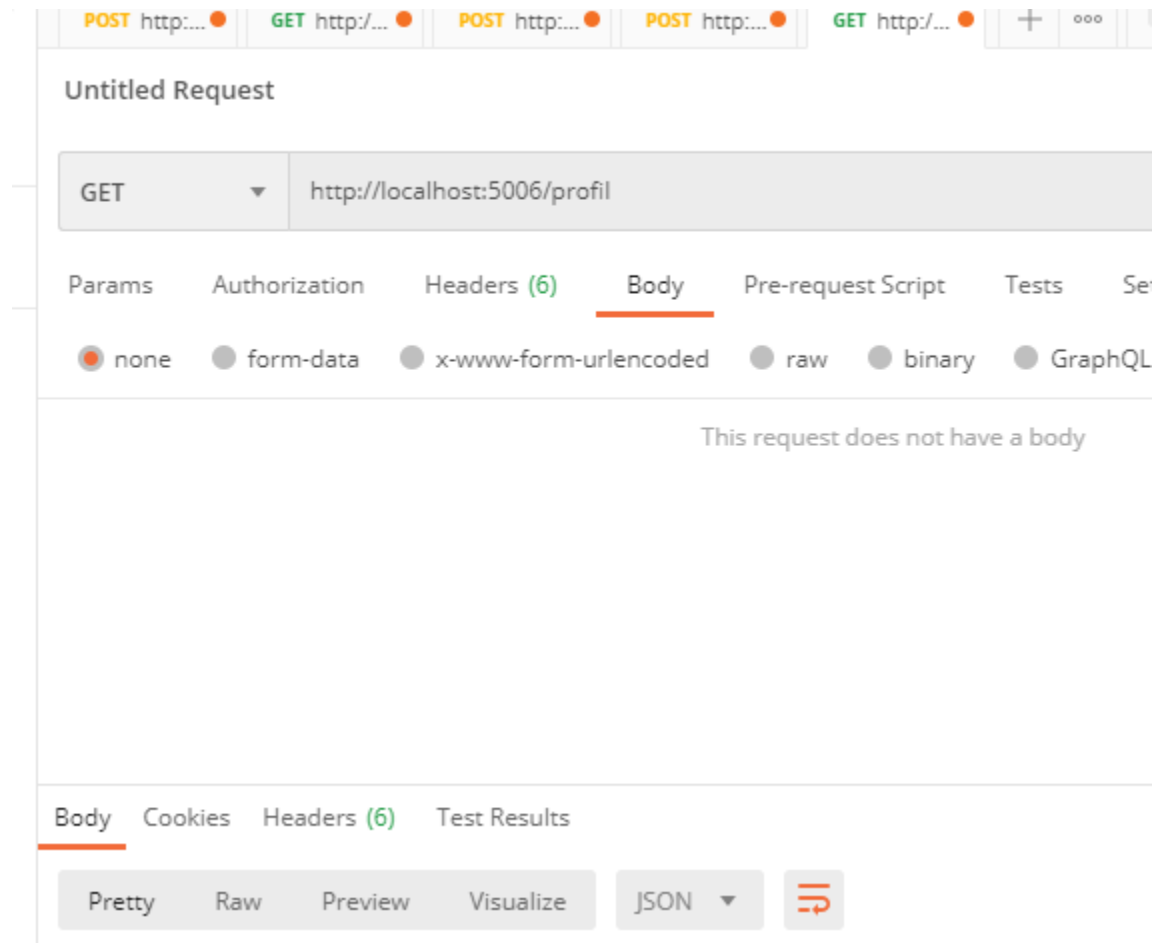 POST http:... GET http:/... POST http:... POST http:... GET http:/...
Untitled Request
GET http://localhost:5006/profil
Params Authorization Headers (6) Body Pre-request Script Tests Set
none form-data x-www-form-urlencoded raw binary GraphQL
This request does not have a body
Body Cookies Headers (6) Test Results
Pretty Raw Preview Visualize JSON